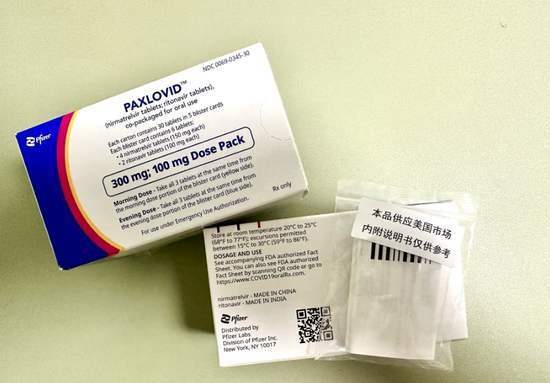 NDC 0069-0345-30
PAXLOVID™
(nirmatrelvir tablets; ritonavir tablets),
co-packaged for oral use
Each carton contains 30 tablets in 5 blister cards
Each blister card contains 6 tablets:
• 4 nirmatrelvir tablets (150 mg each)
• 2 ritonavir tablets (100 mg each)
Pfizer
300 mg; 100 mg Dose Pack
Morning Dose - Take all 3 tablets at the same time from
the morning dose portion of the blister card (yellow side).
Evening Dose - Take all 3 tablets at the same time from
the evening dose portion of the blister card (blue side).
For use under Emergency Use Authorization.
Rx only
Store at room temperature 20°C to 25°C
(68°F to 77°F); excursions permitted
between 15°C to 30°C (59°F to 86°F).
DOSAGE AND USE
See accompanying FDA authorized Fact
Sheet. You can also see FDA authorized
Fact Sheet by scanning QR code or go to
https://www.COVID19oralRx.com.
nirmatrelvir - MADE IN CHINA
ritonavir - MADE IN INDIA
Pfizer
Distributed by
Pfizer Labs
Division of Pfizer Inc.
New York, NY 10017
本品供应美国市场
内附说明书仅供参考